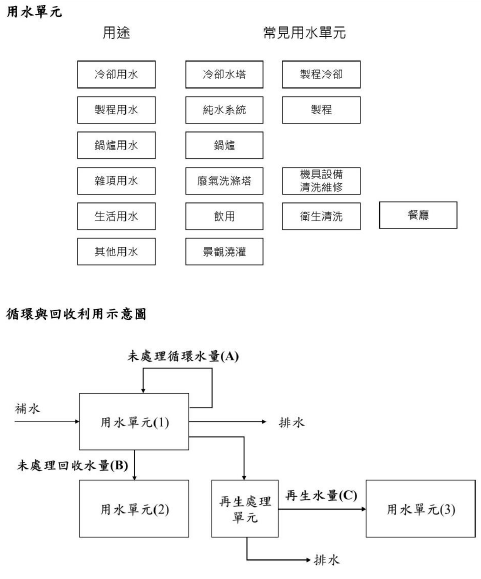 用水單元
用途 常見用水單元
冷卻用水 冷卻水塔 製程冷卻
製程用水 純水系統 製程
鍋爐用水 鍋爐
雜項用水 廢氣洗滌塔 機具設備
清洗維修
生活用水 飲用 衛生清洗 餐廳
其他用水 景觀澆灌
循環與回收利用示意圖
未處理循環水量(A)
補水
用水單元(1)
排水
未處理回收水量(B)
用水單元(2)
再生處理
單元
再生水量(C)
用水單元(3)
排水